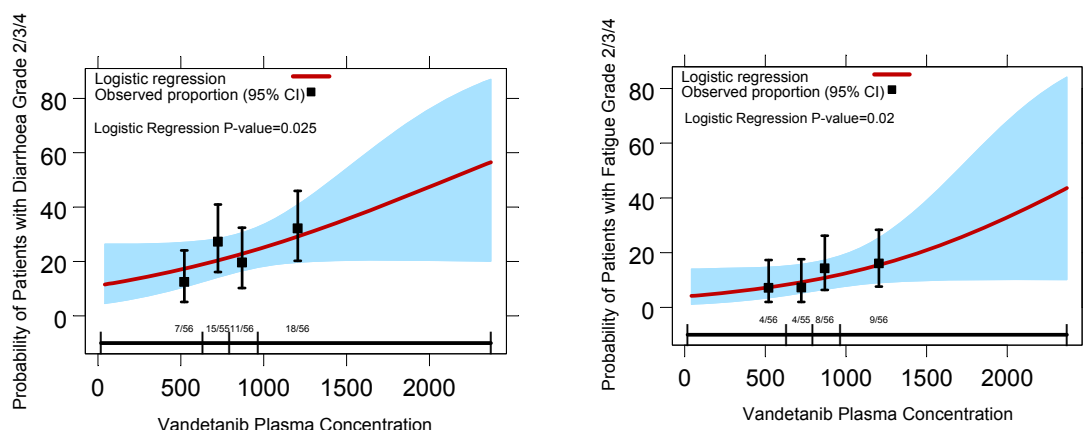 Probability of Patients with Diarrhoea Grade 2/3/4
Logistic regression
Observed proportion (95% CI)
Logistic Regression P-value=0.025
80
60
40
20
0
7/56 15/55 11/56 18/56
0 500 1000 1500 2000
Vandetanib Plasma Concentration
Probability of Patients with Fatigue Grade 2/3/4
Logistic regression
Observed proportion (95% CI)
Logistic Regression P-value=0.02
80
60
40
20
0
4/56 4/55 8/56 9/56
0 500 1000 1500 2000
Vandetanib Plasma Concentration